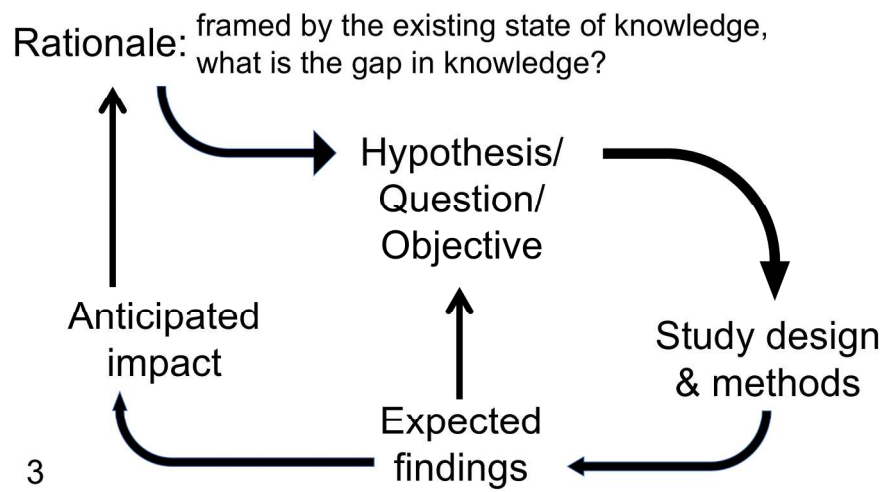 Rationale: framed by the existing state of knowledge,
what is the gap in knowledge?
Hypothesis/
Question/
Objective
Anticipated
impact
Study design
& methods
Expected
findings
3